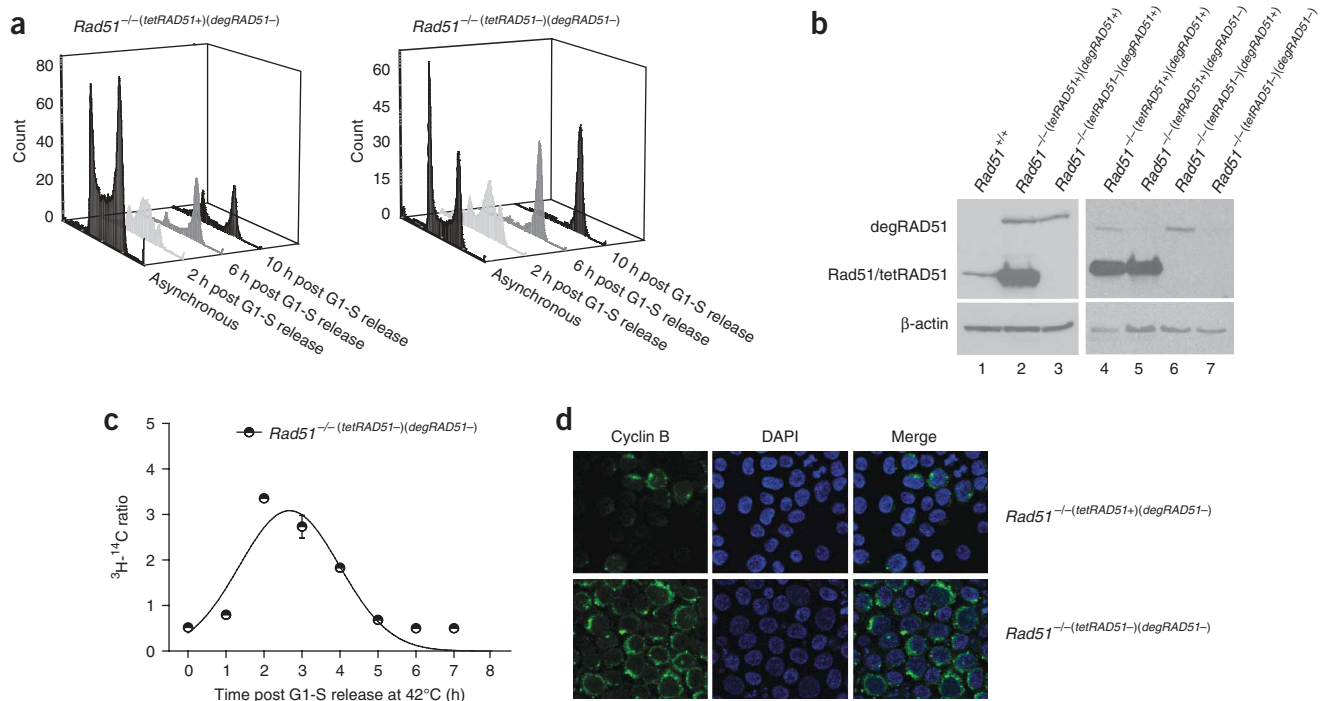 a
Rad51−/−(tetRAD51+)(degRAD51−)
80
60
40
20
0
Count
Asynchronous
2 h post G1-S release
6 h post G1-S release
10 h post G1-S release
Rad51−/−(tetRAD51−)(degRAD51−)
60
45
30
15
0
Count
Asynchronous
2 h post G1-S release
6 h post G1-S release
10 h post G1-S release
b
Rad51+/+
Rad51−/−(tetRAD51+)(degRAD51+)
Rad51−/−(tetRAD51−)(degRAD51+)
Rad51−/−(tetRAD51+)(degRAD51+)
Rad51−/−(tetRAD51+)(degRAD51−)
Rad51−/−(tetRAD51−)(degRAD51+)
Rad51−/−(tetRAD51−)(degRAD51−)
degRAD51
Rad51/tetRAD51
β-actin
1 2 3 4 5 6 7
c
Rad51−/−(tetRAD51−)(degRAD51−)
5
4
3
2
1
0
3H-14C ratio
0 1 2 3 4 5 6 7 8
Time post G1-S release at 42°C (h)
d
Cyclin B DAPI Merge
Rad51−/−(tetRAD51+)(degRAD51−)
Rad51−/−(tetRAD51−)(degRAD51−)